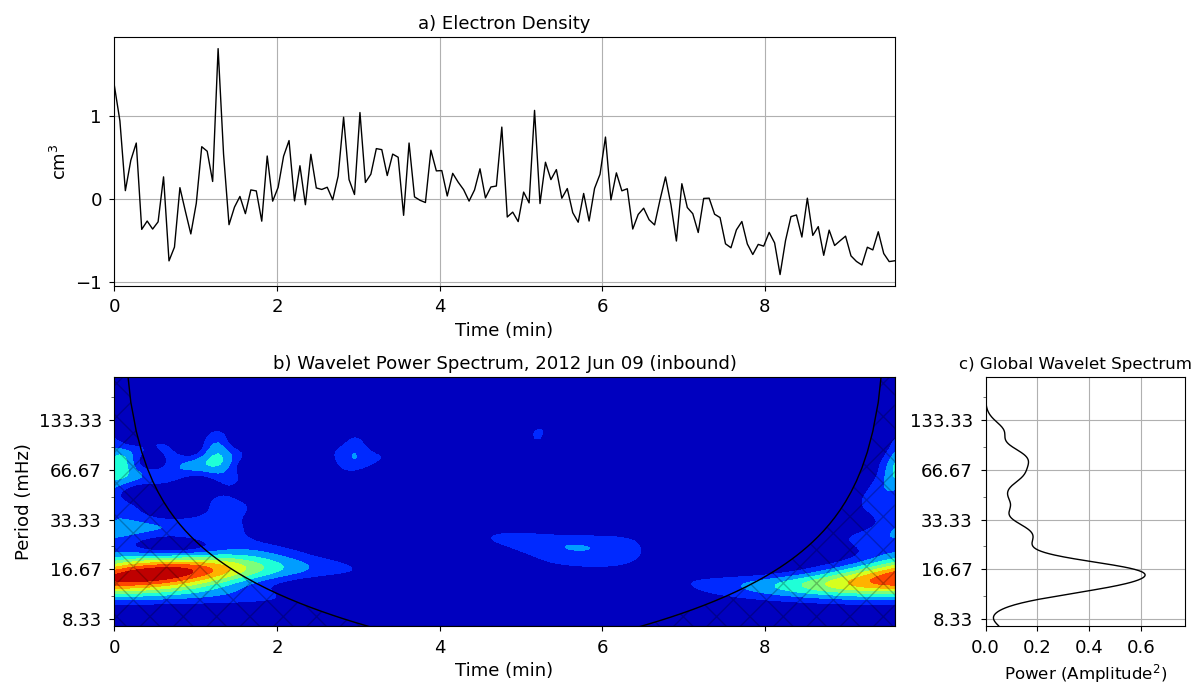 a) Electron Density
cm³
1
0
−1
0 2 4 6 8
Time (min)
b) Wavelet Power Spectrum, 2012 Jun 09 (inbound)
Period (mHz)
133.33
66.67
33.33
16.67
8.33
0 2 4 6 8
Time (min)
c) Global Wavelet Spectrum
133.33
66.67
33.33
16.67
8.33
0.0 0.2 0.4 0.6
Power (Amplitude²)